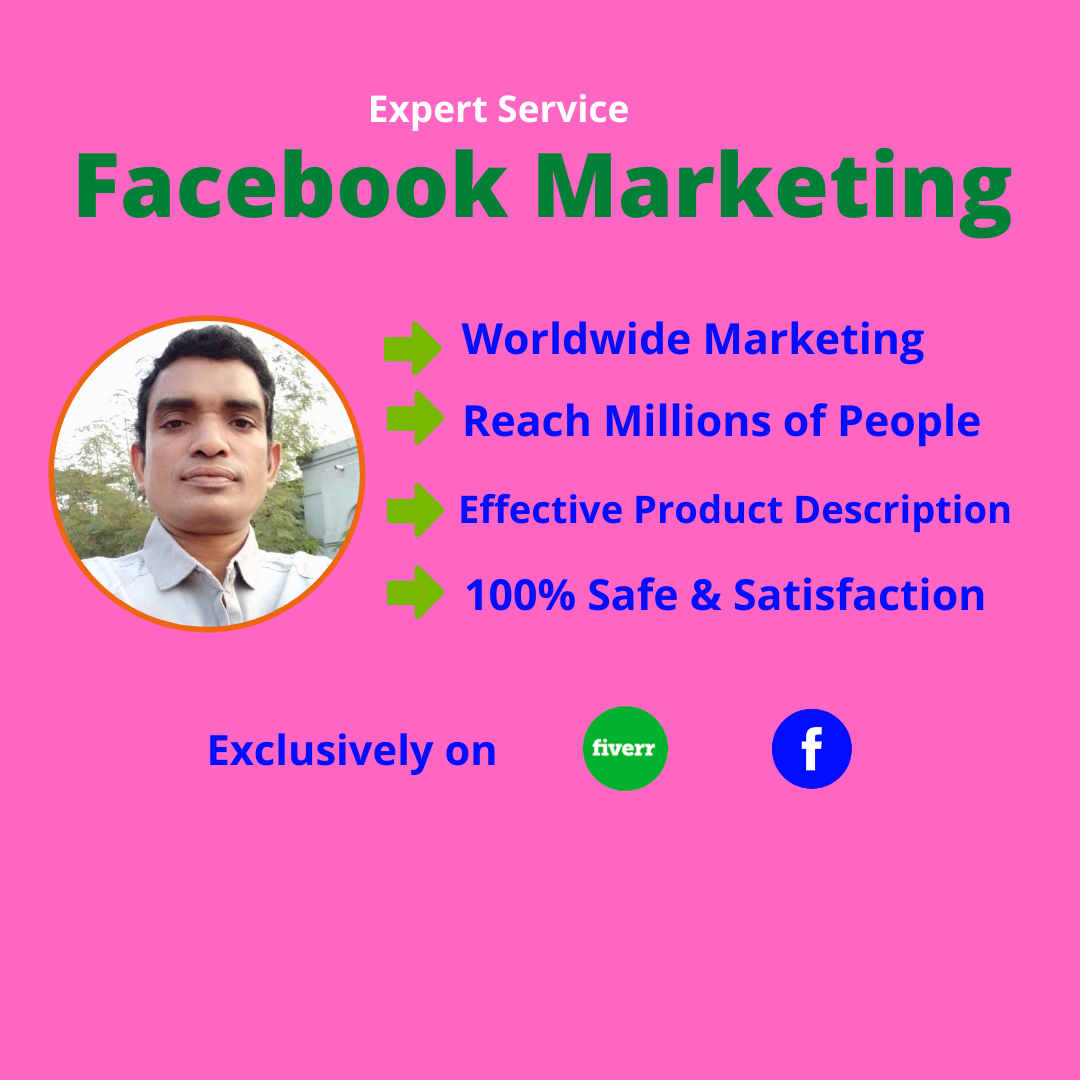 Expert Service
Facebook Marketing
Worldwide Marketing
Reach Millions of People
Effective Product Description
100% Safe & Satisfaction
Exclusively on
fiverr
f